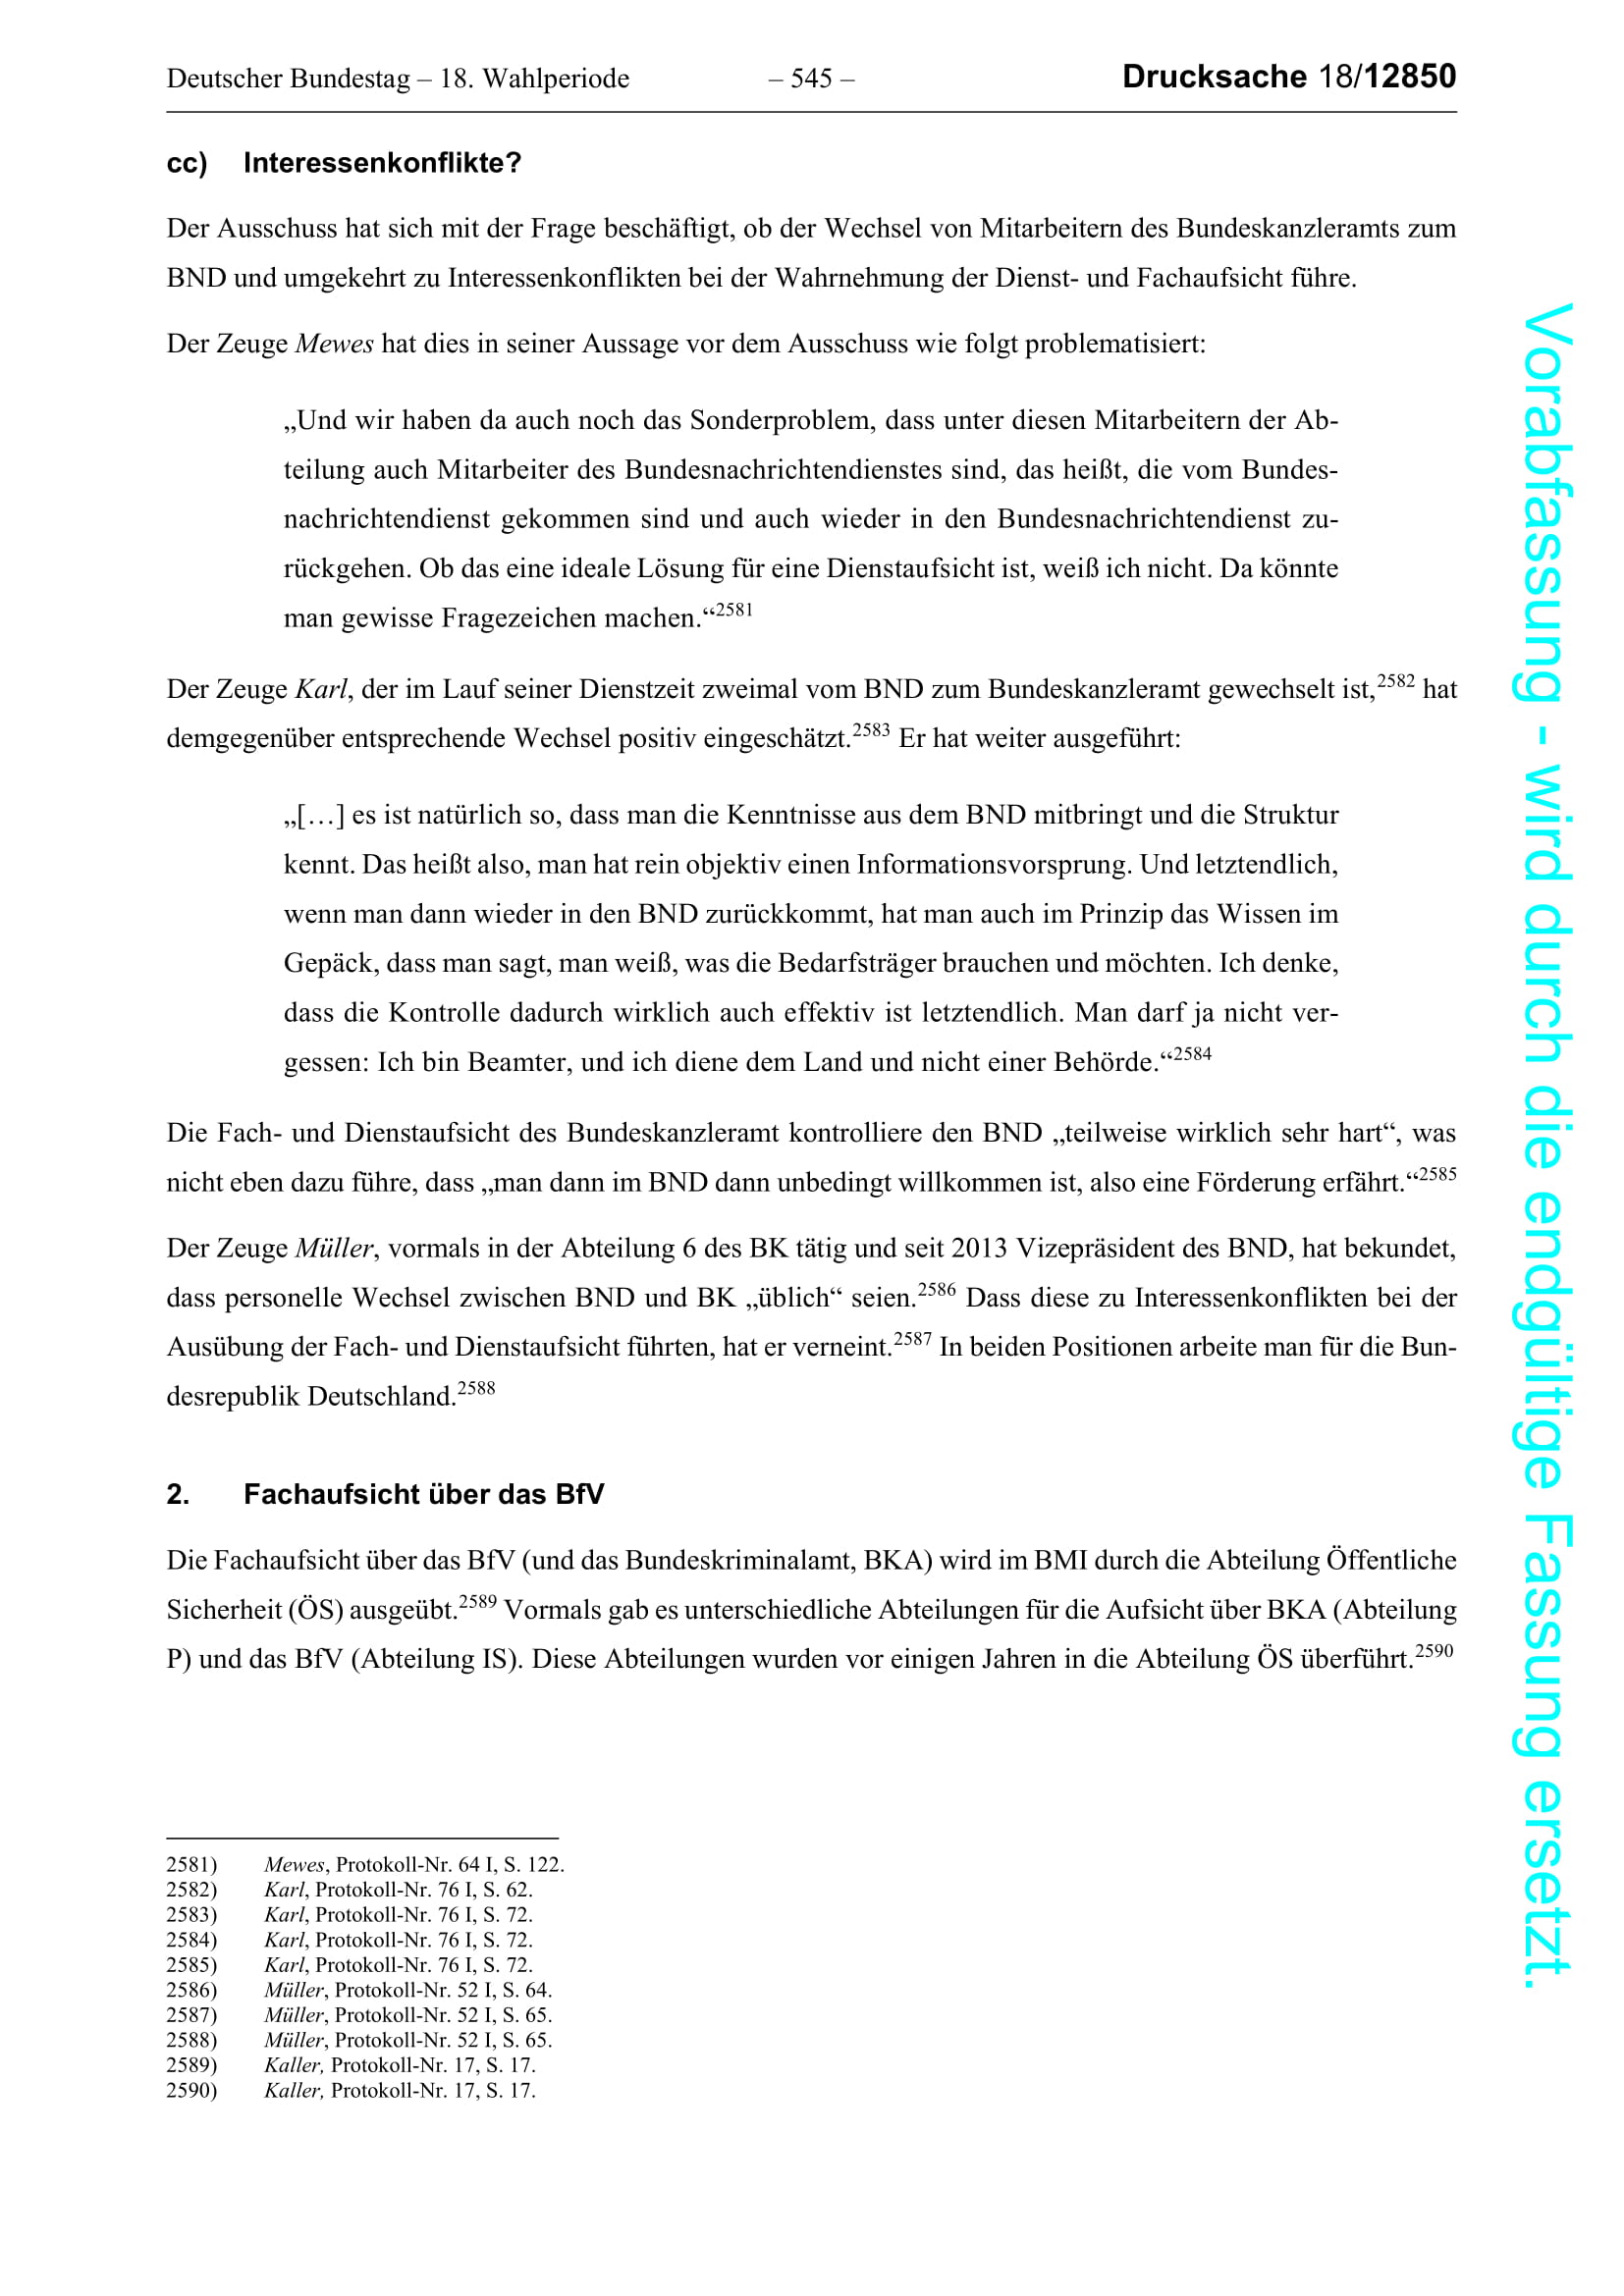 Deutscher Bundestag – 18. Wahlperiode – 545 – Drucksache 18/12850
cc) Interessenkonflikte?
Der Ausschuss hat sich mit der Frage beschäftigt, ob der Wechsel von Mitarbeitern des Bundeskanzleramts zum
BND und umgekehrt zu Interessenkonflikten bei der Wahrnehmung der Dienst- und Fachaufsicht führe.
Der Zeuge Mewes hat dies in seiner Aussage vor dem Ausschuss wie folgt problematisiert:
„Und wir haben da auch noch das Sonderproblem, dass unter diesen Mitarbeitern der Ab-
teilung auch Mitarbeiter des Bundesnachrichtendienstes sind, das heißt, die vom Bundes-
nachrichtendienst gekommen sind und auch wieder in den Bundesnachrichtendienst zu-
rückgehen. Ob das eine ideale Lösung für eine Dienstaufsicht ist, weiß ich nicht. Da könnte
man gewisse Fragezeichen machen.“2581
Der Zeuge Karl, der im Lauf seiner Dienstzeit zweimal vom BND zum Bundeskanzleramt gewechselt ist,2582 hat
demgegenüber entsprechende Wechsel positiv eingeschätzt.2583 Er hat weiter ausgeführt:
„[…] es ist natürlich so, dass man die Kenntnisse aus dem BND mitbringt und die Struktur
kennt. Das heißt also, man hat rein objektiv einen Informationsvorsprung. Und letztendlich,
wenn man dann wieder in den BND zurückkommt, hat man auch im Prinzip das Wissen im
Gepäck, dass man sagt, man weiß, was die Bedarfsträger brauchen und möchten. Ich denke,
dass die Kontrolle dadurch wirklich auch effektiv ist letztendlich. Man darf ja nicht ver-
gessen: Ich bin Beamter, und ich diene dem Land und nicht einer Behörde.“2584
Die Fach- und Dienstaufsicht des Bundeskanzleramt kontrolliere den BND „teilweise wirklich sehr hart“, was
nicht eben dazu führe, dass „man dann im BND dann unbedingt willkommen ist, also eine Förderung erfährt.“2585
Der Zeuge Müller, vormals in der Abteilung 6 des BK tätig und seit 2013 Vizepräsident des BND, hat bekundet,
dass personelle Wechsel zwischen BND und BK „üblich“ seien.2586 Dass diese zu Interessenkonflikten bei der
Ausübung der Fach- und Dienstaufsicht führten, hat er verneint.2587 In beiden Positionen arbeite man für die Bun-
desrepublik Deutschland.2588
2. Fachaufsicht über das BfV
Die Fachaufsicht über das BfV (und das Bundeskriminalamt, BKA) wird im BMI durch die Abteilung Öffentliche
Sicherheit (ÖS) ausgeübt.2589 Vormals gab es unterschiedliche Abteilungen für die Aufsicht über BKA (Abteilung
P) und das BfV (Abteilung IS). Diese Abteilungen wurden vor einigen Jahren in die Abteilung ÖS überführt.2590
2581) Mewes, Protokoll-Nr. 64 I, S. 122.
2582) Karl, Protokoll-Nr. 76 I, S. 62.
2583) Karl, Protokoll-Nr. 76 I, S. 72.
2584) Karl, Protokoll-Nr. 76 I, S. 72.
2585) Karl, Protokoll-Nr. 76 I, S. 72.
2586) Müller, Protokoll-Nr. 52 I, S. 64.
2587) Müller, Protokoll-Nr. 52 I, S. 65.
2588) Müller, Protokoll-Nr. 52 I, S. 65.
2589) Kaller, Protokoll-Nr. 17, S. 17.
2590) Kaller, Protokoll-Nr. 17, S. 17.
Vorabfassung - wird durch die endgültige Fassung ersetzt.